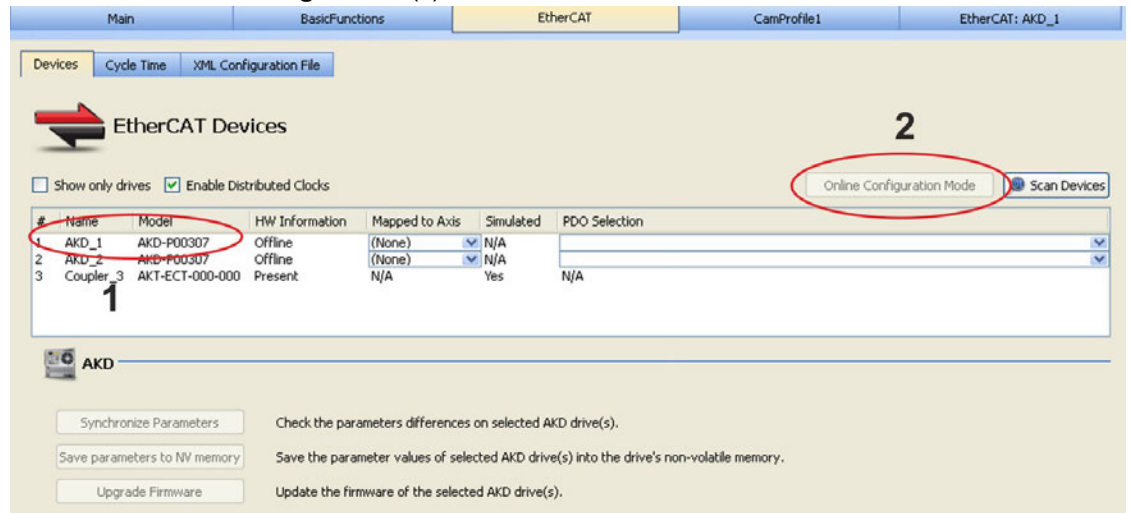 Main BasicFunctions EtherCAT CamProfile1 EtherCAT: AKD_1
Devices Cycle Time XML Configuration File
EtherCAT Devices
2
Show only drives Enable Distributed Clocks Online Configuration Mode Scan Devices
# Name Model HW Information Mapped to Axis Simulated PDO Selection
1 AKD_1 AKD-P00307 Offline (None) N/A
2 AKD_2 AKD-P00307 Offline (None) N/A
3 Coupler_3 AKT-ECT-000-000 Present N/A Yes N/A
1
AKD
Synchronize Parameters Check the parameters differences on selected AKD drive(s).
Save parameters to NV memory Save the parameter values of selected AKD drive(s) into the drive's non-volatile memory.
Upgrade Firmware Update the firmware of the selected AKD drive(s).